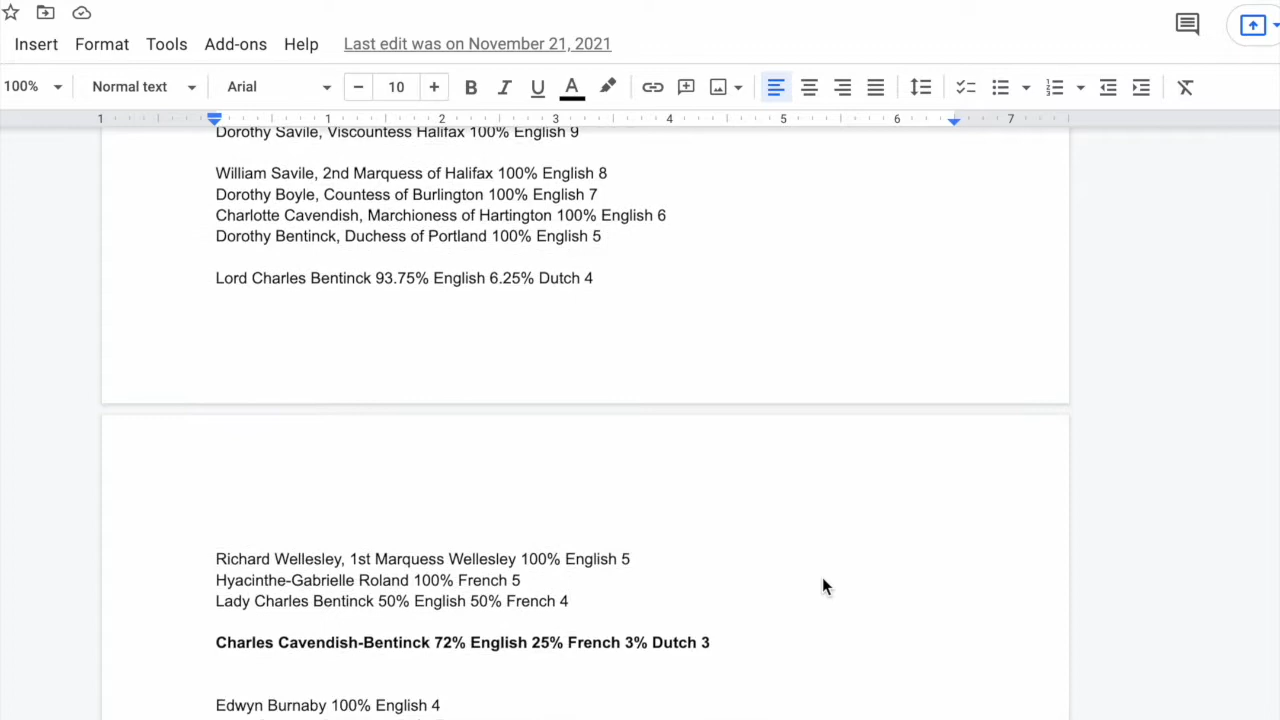 Insert Format Tools Add-ons Help Last edit was on November 21, 2021
100% Normal text Arial − 10 + B I U A
1 1 2 3 4 5 6 7
Dorothy Savile, Viscountess Halifax 100% English 9
William Savile, 2nd Marquess of Halifax 100% English 8
Dorothy Boyle, Countess of Burlington 100% English 7
Charlotte Cavendish, Marchioness of Hartington 100% English 6
Dorothy Bentinck, Duchess of Portland 100% English 5
Lord Charles Bentinck 93.75% English 6.25% Dutch 4
Richard Wellesley, 1st Marquess Wellesley 100% English 5
Hyacinthe-Gabrielle Roland 100% French 5
Lady Charles Bentinck 50% English 50% French 4
Charles Cavendish-Bentinck 72% English 25% French 3% Dutch 3
Edwyn Burnaby 100% English 4